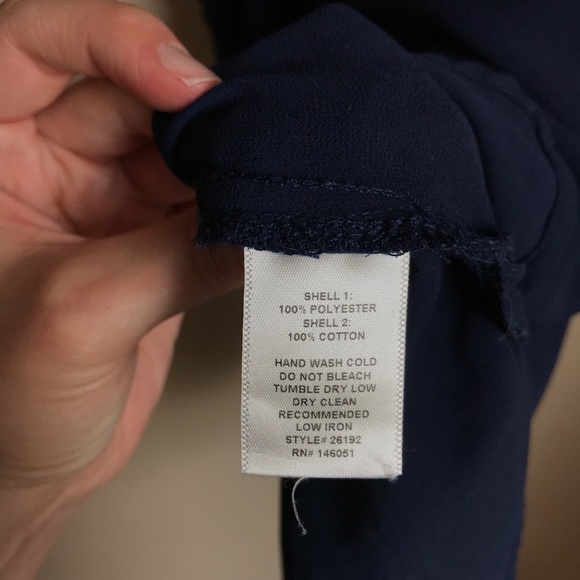 SHELL 1:
100% POLYESTER
SHELL 2:
100% COTTON
HAND WASH COLD
DO NOT BLEACH
TUMBLE DRY LOW
DRY CLEAN
RECOMMENDED
LOW IRON
STYLE# 26192
RN# 146051